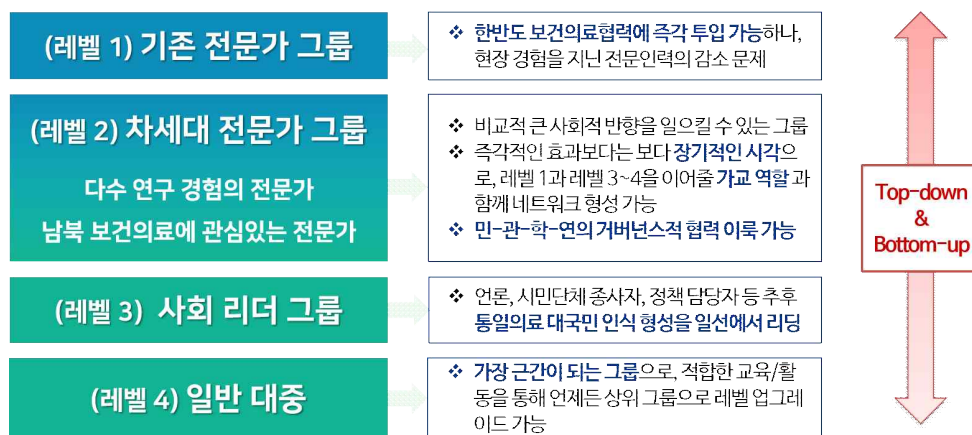 (레벨 1) 기존 전문가 그룹
❖ 한반도 보건의료협력에 즉각 투입 가능하나,
현장 경험을 지닌 전문인력의 감소 문제
(레벨 2) 차세대 전문가 그룹
다수 연구 경험의 전문가
남북 보건의료에 관심있는 전문가
❖ 비교적 큰 사회적 반향을 일으킬 수 있는 그룹
❖ 즉각적인 효과보다는 보다 장기적인 시각으
로, 레벨 1과 레벨 3~4을 이어줄 가교 역할 과
함께 네트워크 형성 가능
❖ 민-관-학-연의 거버넌스적 협력 이룩 가능
(레벨 3) 사회 리더 그룹
❖ 언론, 시민단체 종사자, 정책 담당자 등 추후
통일의료 대국민 인식 형성을 일선에서 리딩
(레벨 4) 일반 대중
❖ 가장 근간이 되는 그룹으로, 적합한 교육/활
동을 통해 언제든 상위 그룹으로 레벨 업그레
이드 가능
Top-down
&
Bottom-up